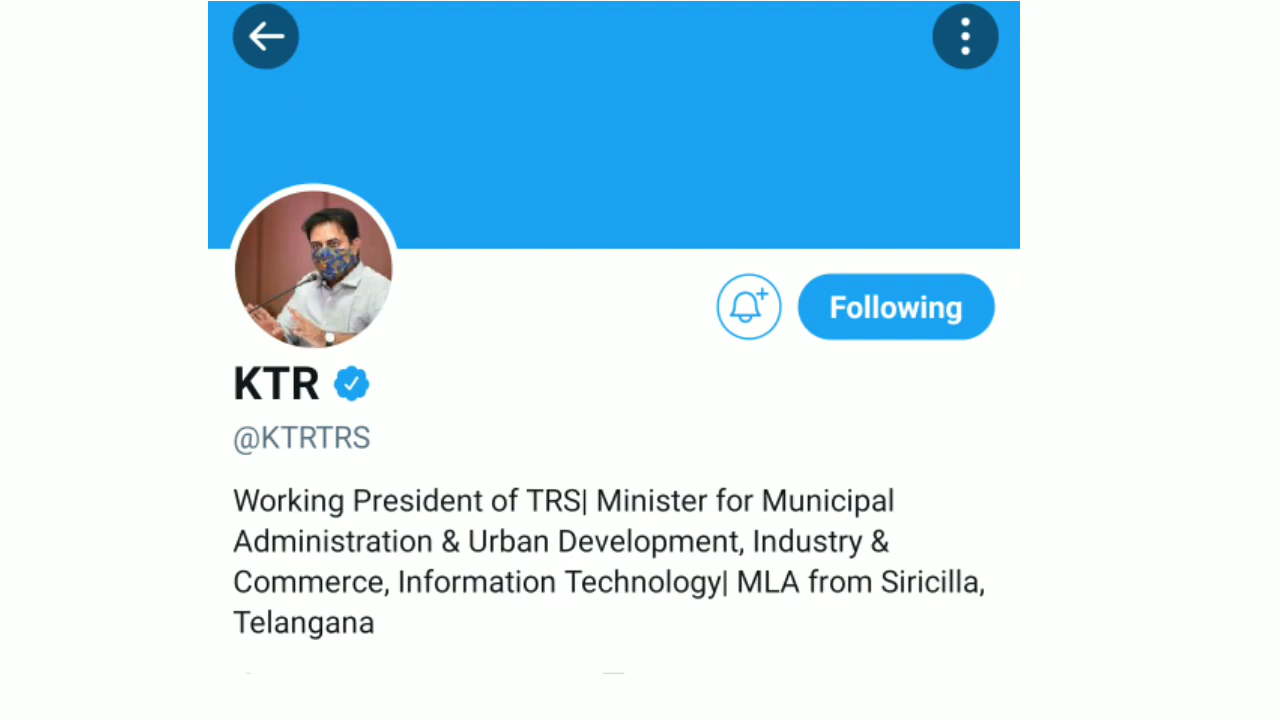 Following
KTR
@KTRTRS
Working President of TRS| Minister for Municipal
Administration & Urban Development, Industry &
Commerce, Information Technology| MLA from Siricilla,
Telangana